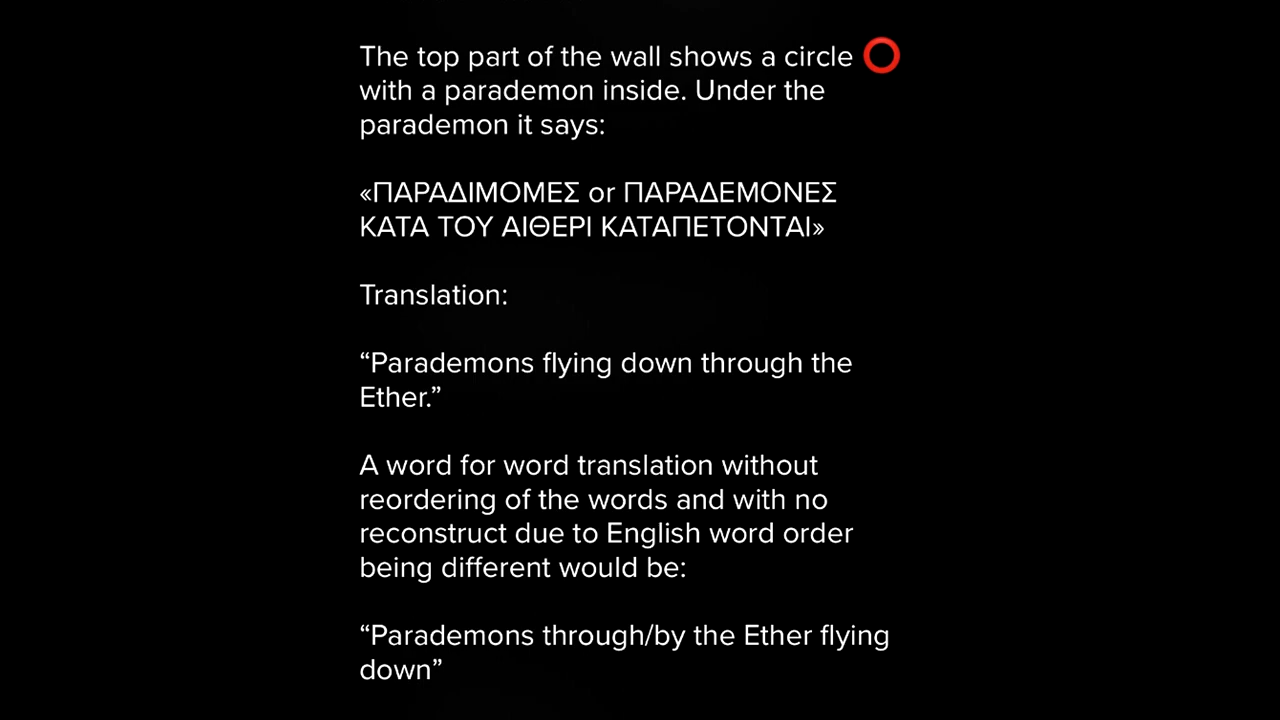 The top part of the wall shows a circle ⭕
with a parademon inside. Under the
parademon it says:
«ΠΑΡΑΔΙΜΟΜΕΣ or ΠΑΡΑΔΕΜΟΝΕΣ
ΚΑΤΑ ΤΟΥ ΑΙΘΕΡΙ ΚΑΤΑΠΕΤΟΝΤΑΙ»
Translation:
“Parademons flying down through the
Ether.”
A word for word translation without
reordering of the words and with no
reconstruct due to English word order
being different would be:
“Parademons through/by the Ether flying
down”